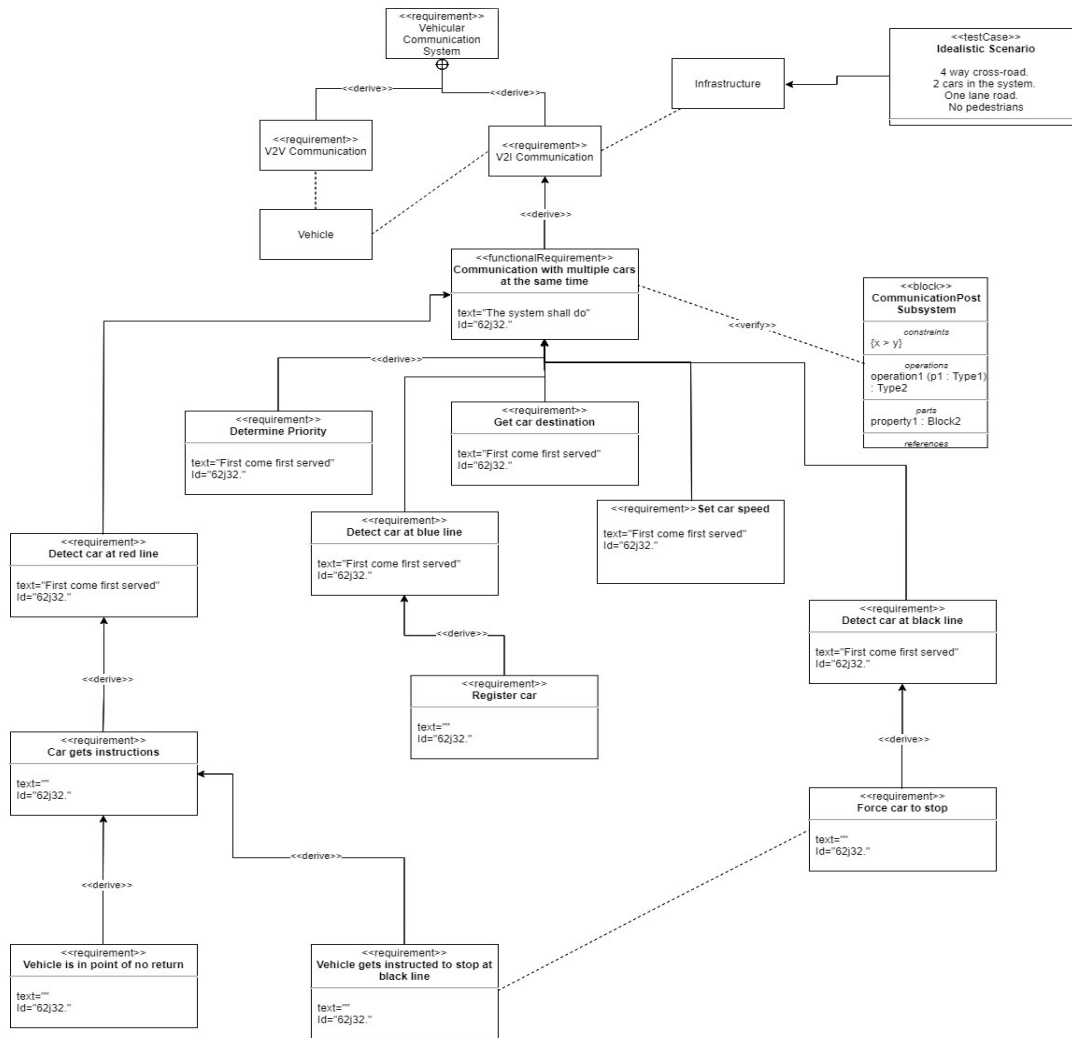 <<requirement>>
Vehicular
Communication
System
<<derive>>
<<derive>>
<<requirement>>
V2V Communication
<<requirement>>
V2I Communication
Infrastructure
<<testCase>>
Idealistic Scenario
4 way cross-road.
2 cars in the system.
One lane road.
No pedestrians
Vehicle
<<derive>>
<<functionalRequirement>>
Communication with multiple cars
at the same time
text="The system shall do"
Id="62j32."
<<verify>>
<<block>>
CommunicationPost
Subsystem
constraints
{x > y}
operations
operation1 (p1 : Type1)
: Type2
parts
property1 : Block2
references
<<derive>>
<<requirement>>
Determine Priority
text="First come first served"
Id="62j32."
<<requirement>>
Get car destination
text="First come first served"
Id="62j32."
<<requirement>> Set car speed
text="First come first served"
Id="62j32."
<<requirement>>
Detect car at red line
text="First come first served"
Id="62j32."
<<requirement>>
Detect car at blue line
text="First come first served"
Id="62j32."
<<requirement>>
Detect car at black line
text="First come first served"
Id="62j32."
<<derive>>
<<derive>>
<<requirement>>
Register car
text=""
Id="62j32."
<<derive>>
<<requirement>>
Car gets instructions
text=""
Id="62j32."
<<requirement>>
Force car to stop
text=""
Id="62j32."
<<derive>>
<<derive>>
<<requirement>>
Vehicle is in point of no return
text=""
Id="62j32."
<<requirement>>
Vehicle gets instructed to stop at
black line
text=""
Id="62j32."